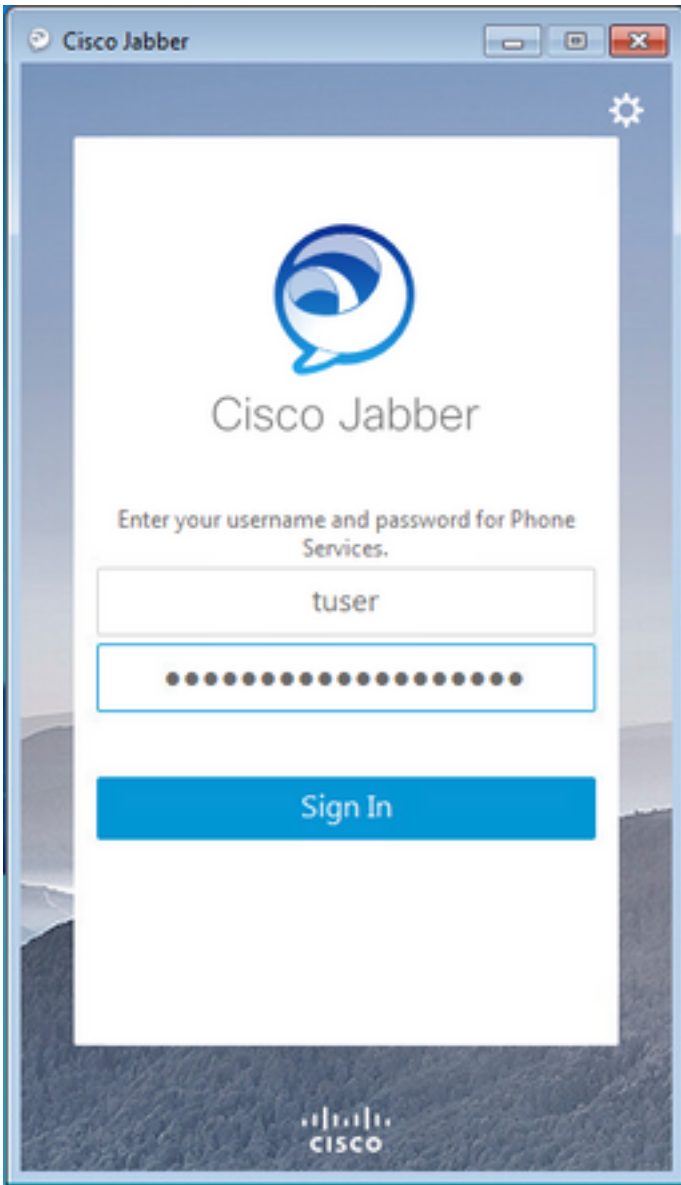 Cisco Jabber
Cisco Jabber
Enter your username and password for Phone
Services.
tuser
●●●●●●●●●●●●●●●●●●●
Sign In
CISCO